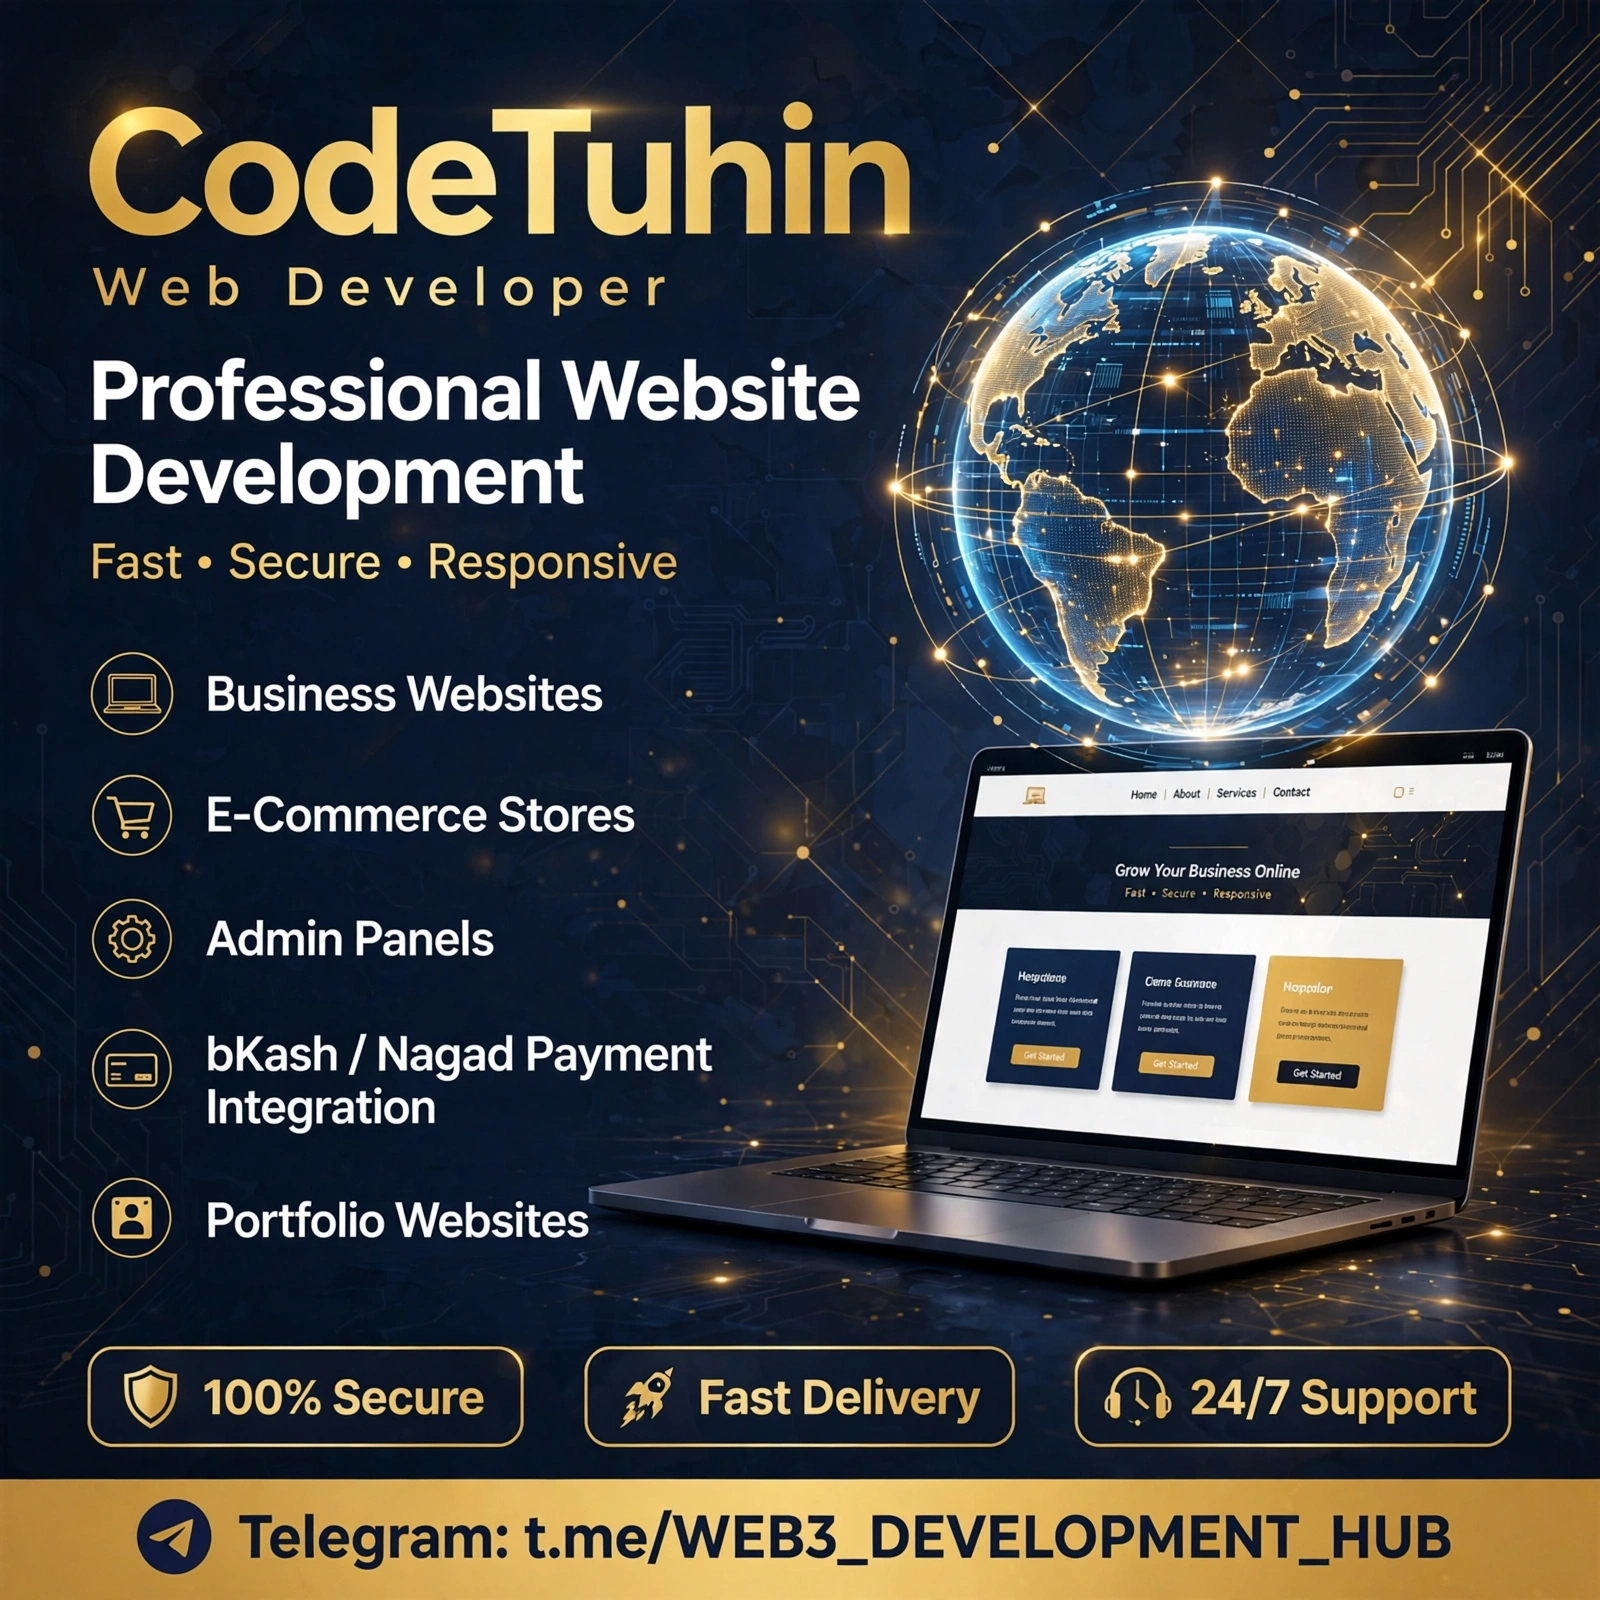 CodeTuhin
Web Developer
Professional Website
Development
Fast • Secure • Responsive
Business Websites
E-Commerce Stores
Admin Panels
bKash / Nagad Payment
Integration
Portfolio Websites
Home | About | Services | Contact
Grow Your Business Online
Fast • Secure • Responsive
Get Started
Get Started
Get Started
100% Secure
Fast Delivery
24/7 Support
Telegram: t.me/WEB3_DEVELOPMENT_HUB